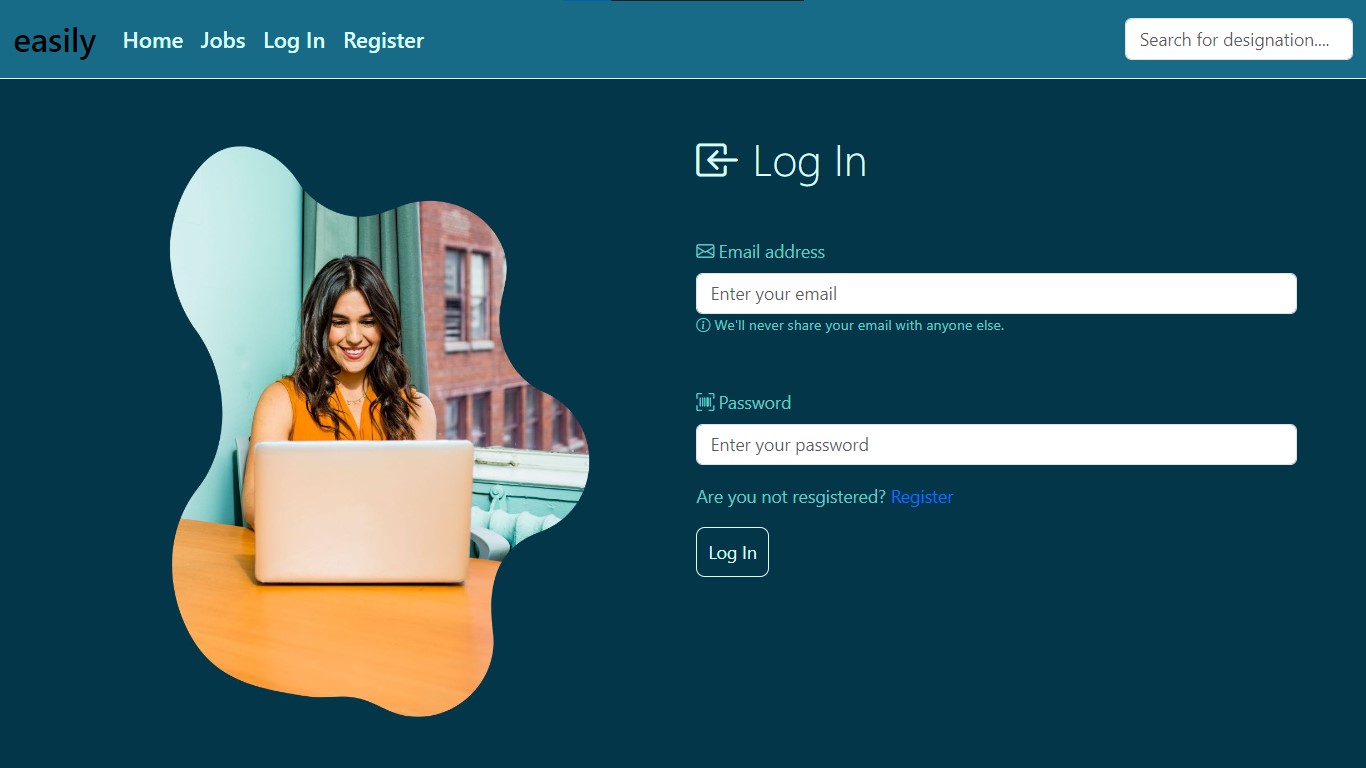 easily Home Jobs Log In Register Search for designation....
Log In
Email address
Enter your email
We'll never share your email with anyone else.
Password
Enter your password
Are you not resgistered? Register
Log In